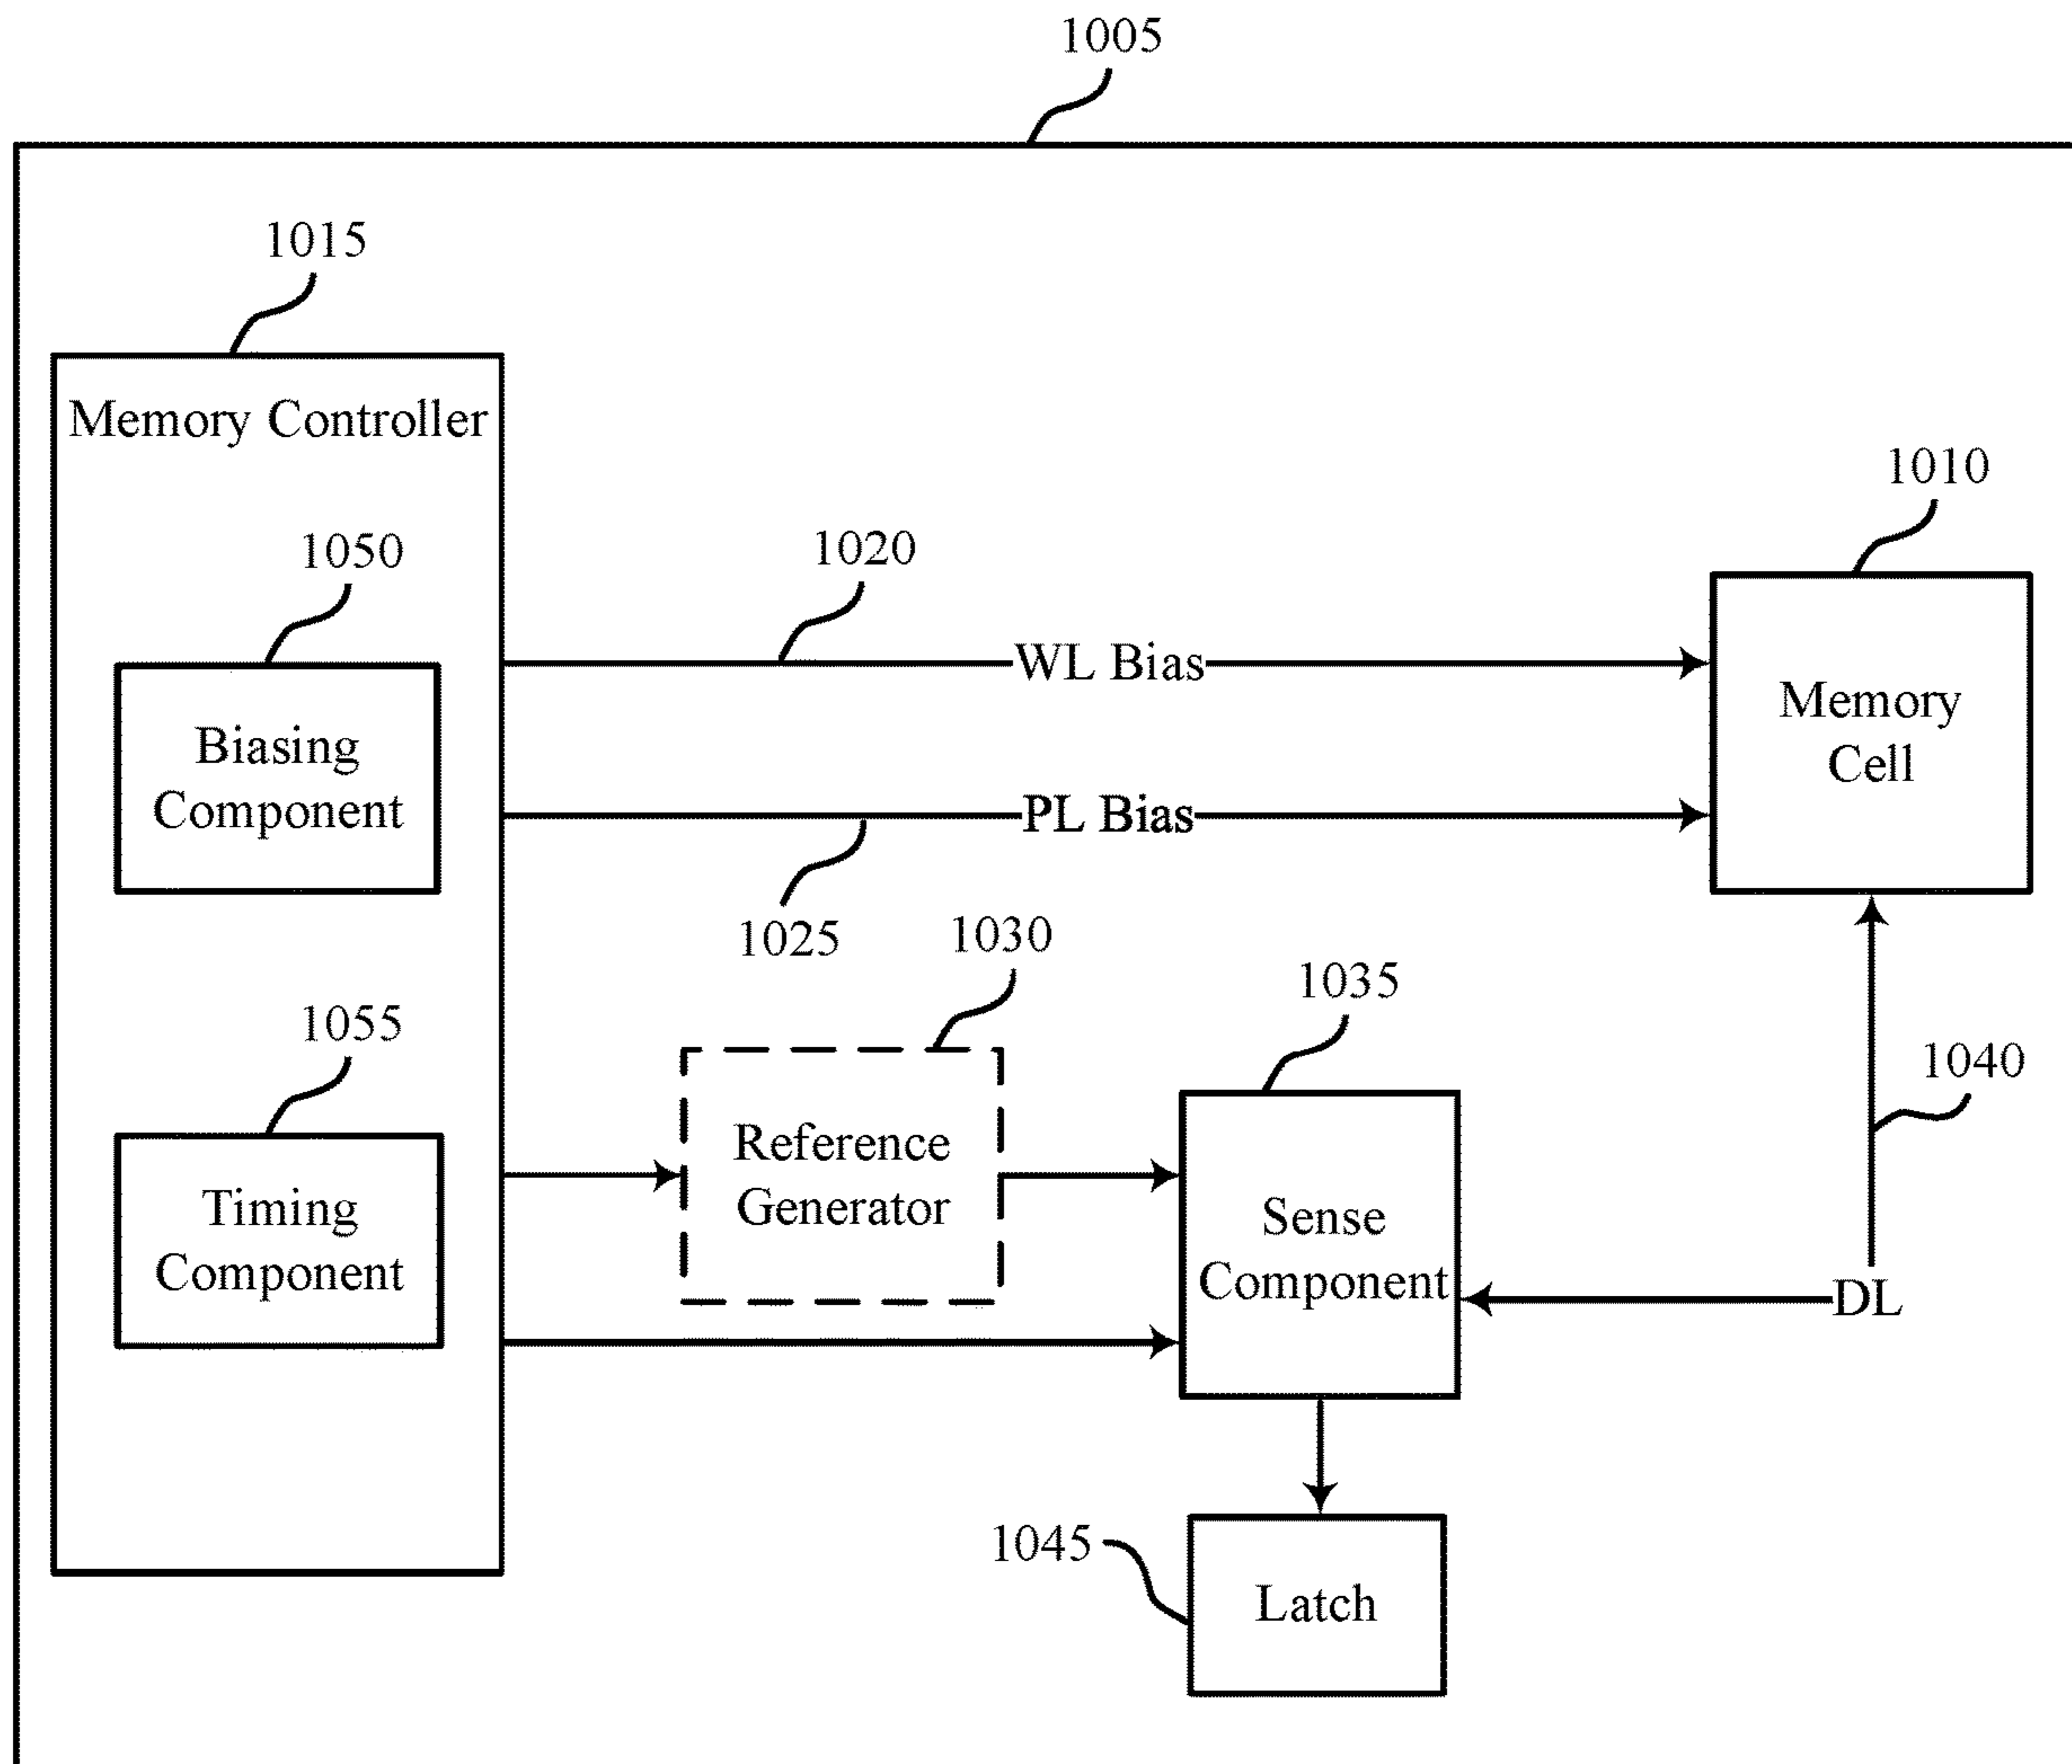 1005
1015
Memory Controller
1010
1050
1020
WL Bias
Memory
Cell
Biasing
Component
PL Bias
1025
1030
1035
1055
1040
Reference
Generator
Timing
Component
Sense
Component
DL
1045
Latch